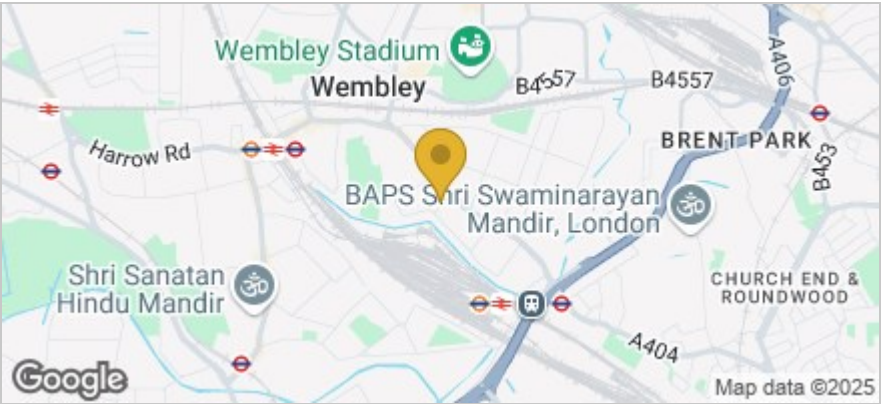 Wembley Stadium
Wembley
B4557
B4557
A406
Harrow Rd
BRENT PARK
B453
BAPS Shri Swaminarayan
Mandir, London
Shri Sanatan
Hindu Mandir
CHURCH END &
ROUNDWOOD
A404
Google
Map data ©2025